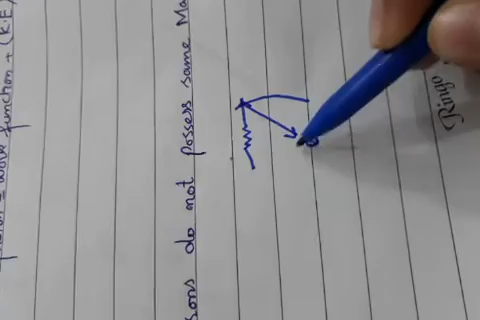 work function + (K.E)
sons do not possess same Ma
e
Ringo